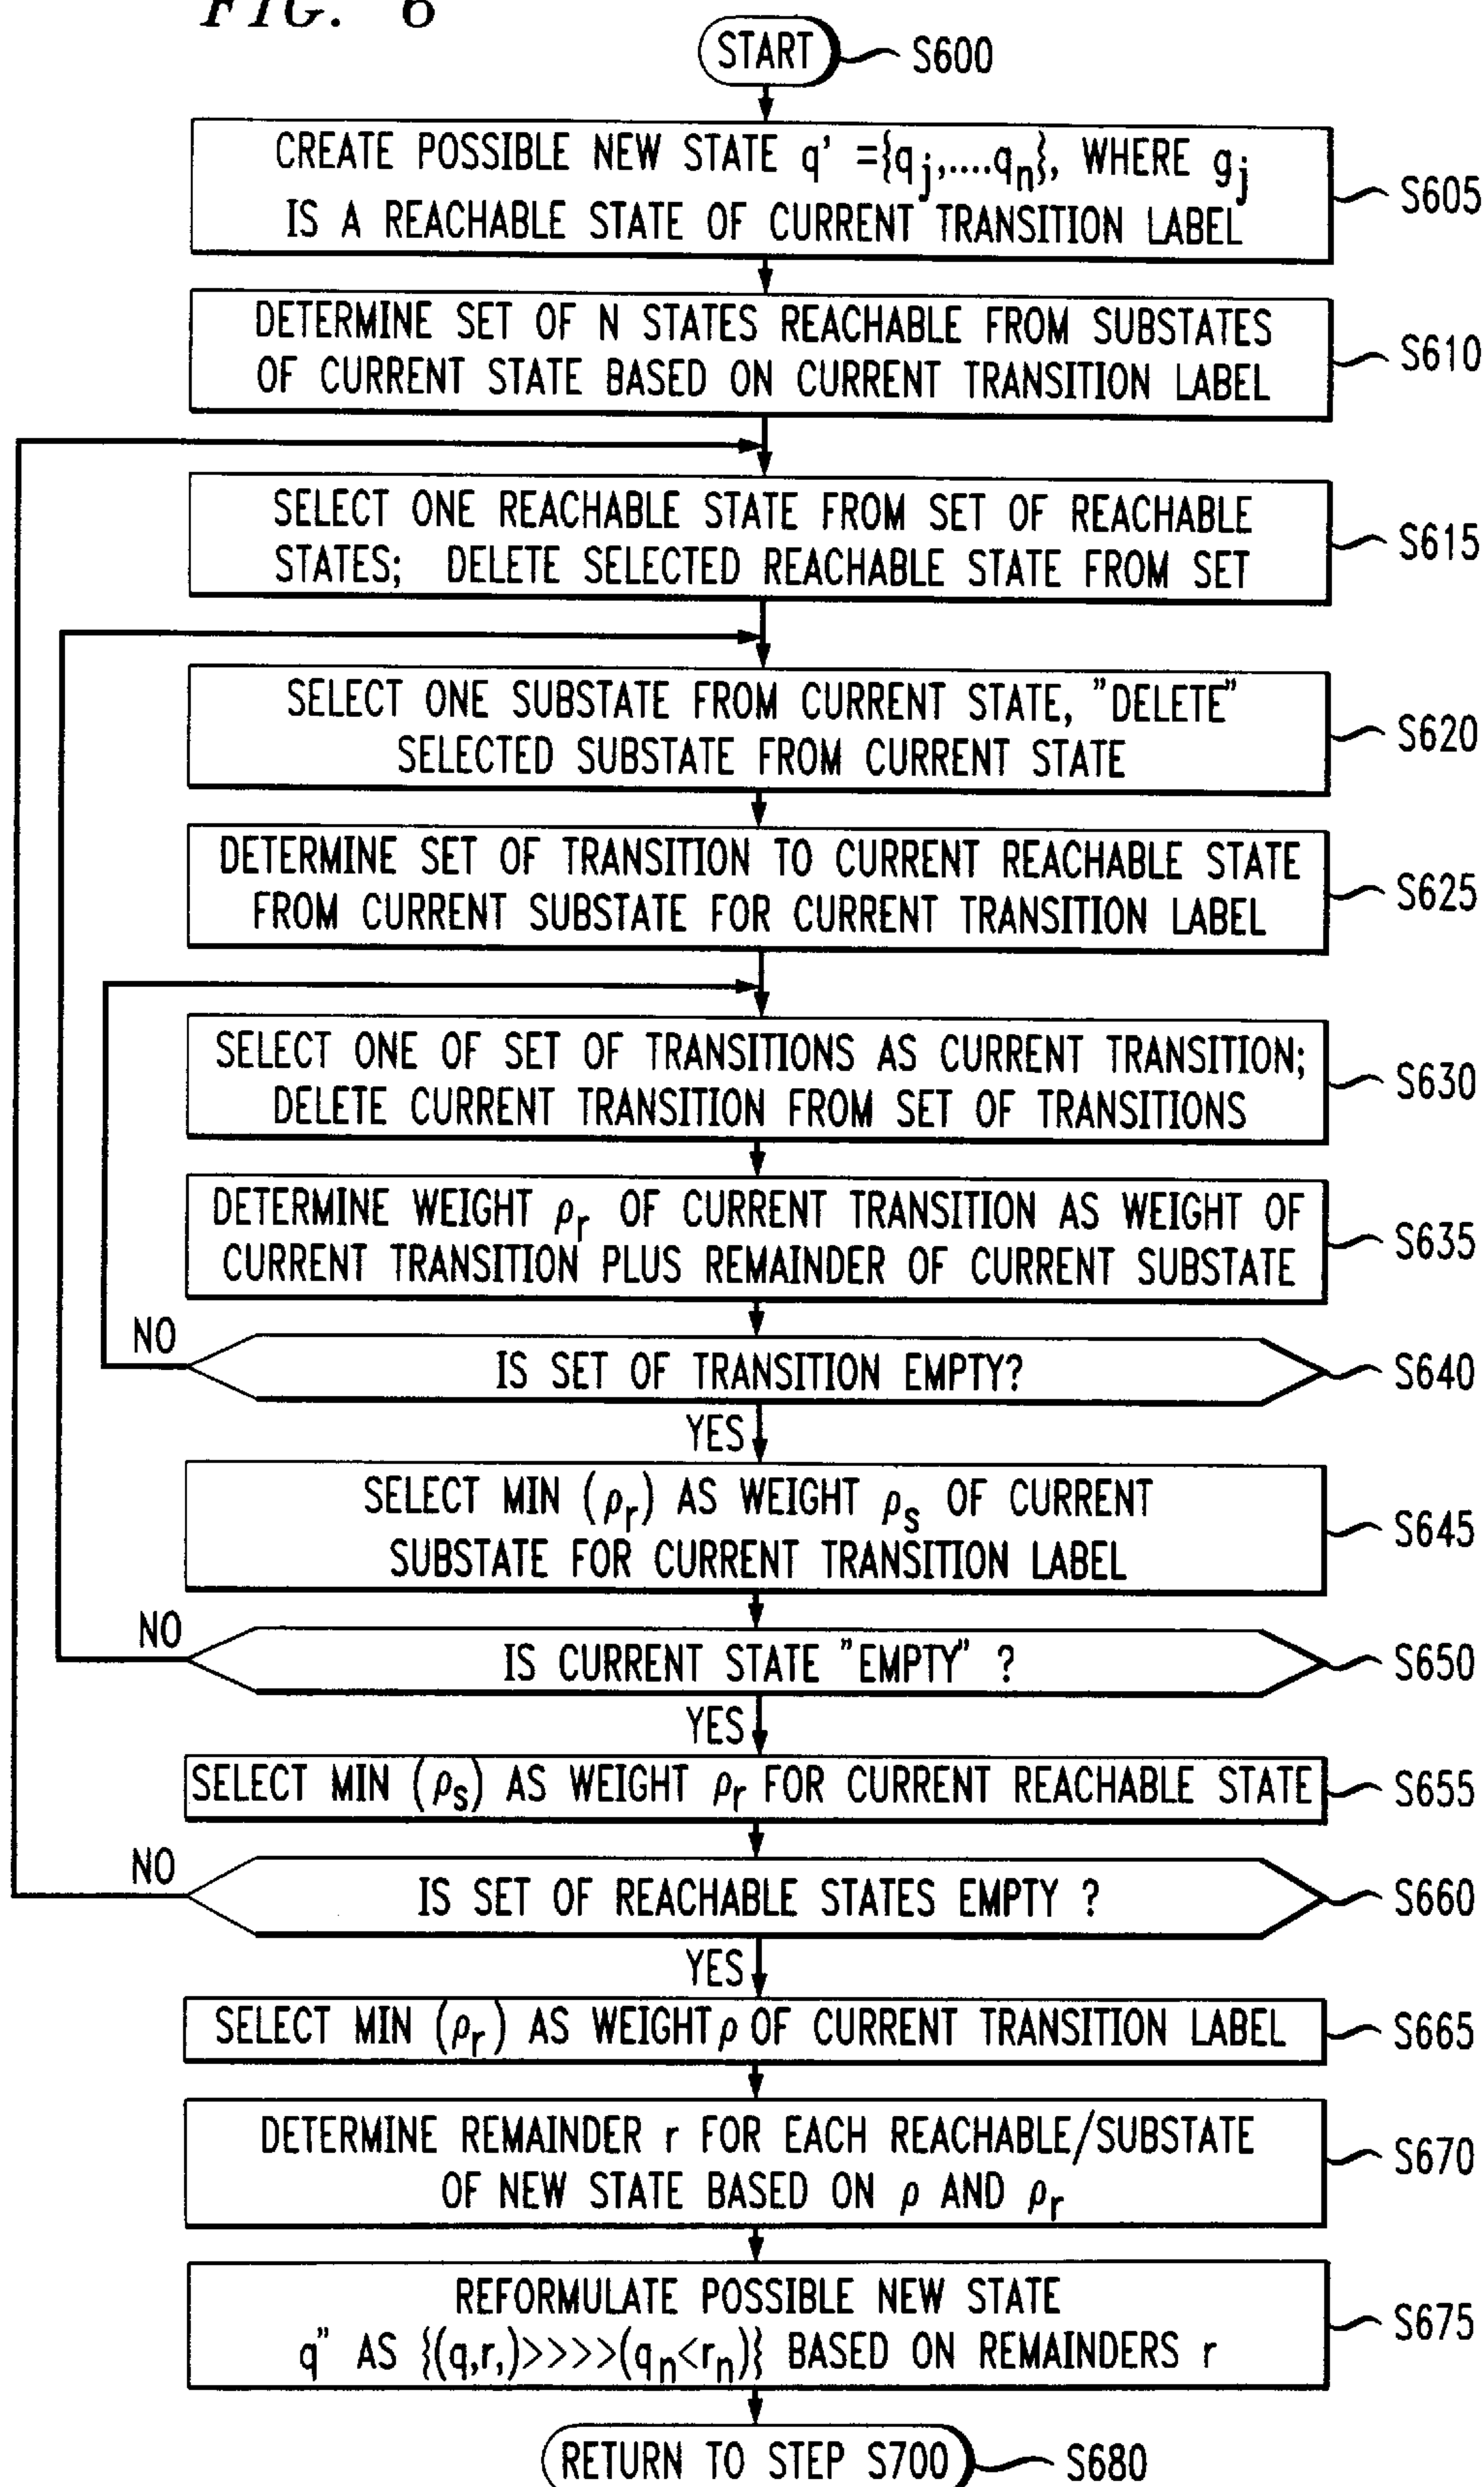 FIG. 6
START
S600
CREATE POSSIBLE NEW STATE q' ={qj,....qn}, WHERE gj
IS A REACHABLE STATE OF CURRENT TRANSITION LABEL
S605
DETERMINE SET OF N STATES REACHABLE FROM SUBSTATES
OF CURRENT STATE BASED ON CURRENT TRANSITION LABEL
S610
SELECT ONE REACHABLE STATE FROM SET OF REACHABLE
STATES; DELETE SELECTED REACHABLE STATE FROM SET
S615
SELECT ONE SUBSTATE FROM CURRENT STATE, "DELETE"
SELECTED SUBSTATE FROM CURRENT STATE
S620
DETERMINE SET OF TRANSITION TO CURRENT REACHABLE STATE
FROM CURRENT SUBSTATE FOR CURRENT TRANSITION LABEL
S625
SELECT ONE OF SET OF TRANSITIONS AS CURRENT TRANSITION;
DELETE CURRENT TRANSITION FROM SET OF TRANSITIONS
S630
DETERMINE WEIGHT ρr OF CURRENT TRANSITION AS WEIGHT OF
CURRENT TRANSITION PLUS REMAINDER OF CURRENT SUBSTATE
S635
NO
IS SET OF TRANSITION EMPTY?
S640
YES
SELECT MIN (ρr) AS WEIGHT ρs OF CURRENT
SUBSTATE FOR CURRENT TRANSITION LABEL
S645
NO
IS CURRENT STATE "EMPTY" ?
S650
YES
SELECT MIN (ρs) AS WEIGHT ρr FOR CURRENT REACHABLE STATE
S655
NO
IS SET OF REACHABLE STATES EMPTY ?
S660
YES
SELECT MIN (ρr) AS WEIGHT ρ OF CURRENT TRANSITION LABEL
S665
DETERMINE REMAINDER r FOR EACH REACHABLE/SUBSTATE
OF NEW STATE BASED ON ρ AND ρr
S670
REFORMULATE POSSIBLE NEW STATE
q" AS {(q,r,)>>>>(qn<rn)} BASED ON REMAINDERS r
S675
RETURN TO STEP S700
S680